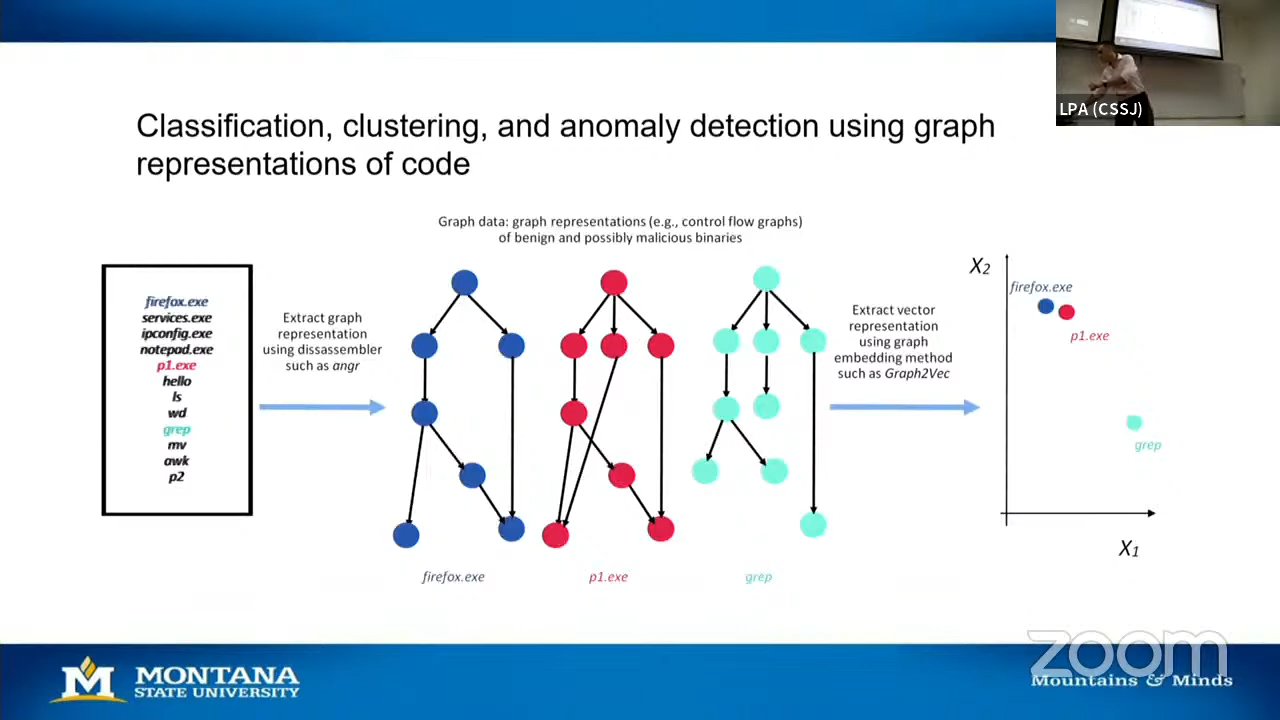 LPA (CSSJ)
Classification, clustering, and anomaly detection using graph
representations of code
Graph data: graph representations (e.g., control flow graphs)
of benign and possibly malicious binaries
firefox.exe
services.exe
ipconfig.exe
notepad.exe
p1.exe
hello
ls
wd
grep
mv
awk
p2
Extract graph
representation
using dissassembler
such as angr
firefox.exe
p1.exe
grep
Extract vector
representation
using graph
embedding method
such as Graph2Vec
X2
firefox.exe
p1.exe
grep
X1
M MONTANA
STATE UNIVERSITY
zoom
Mountains & Minds